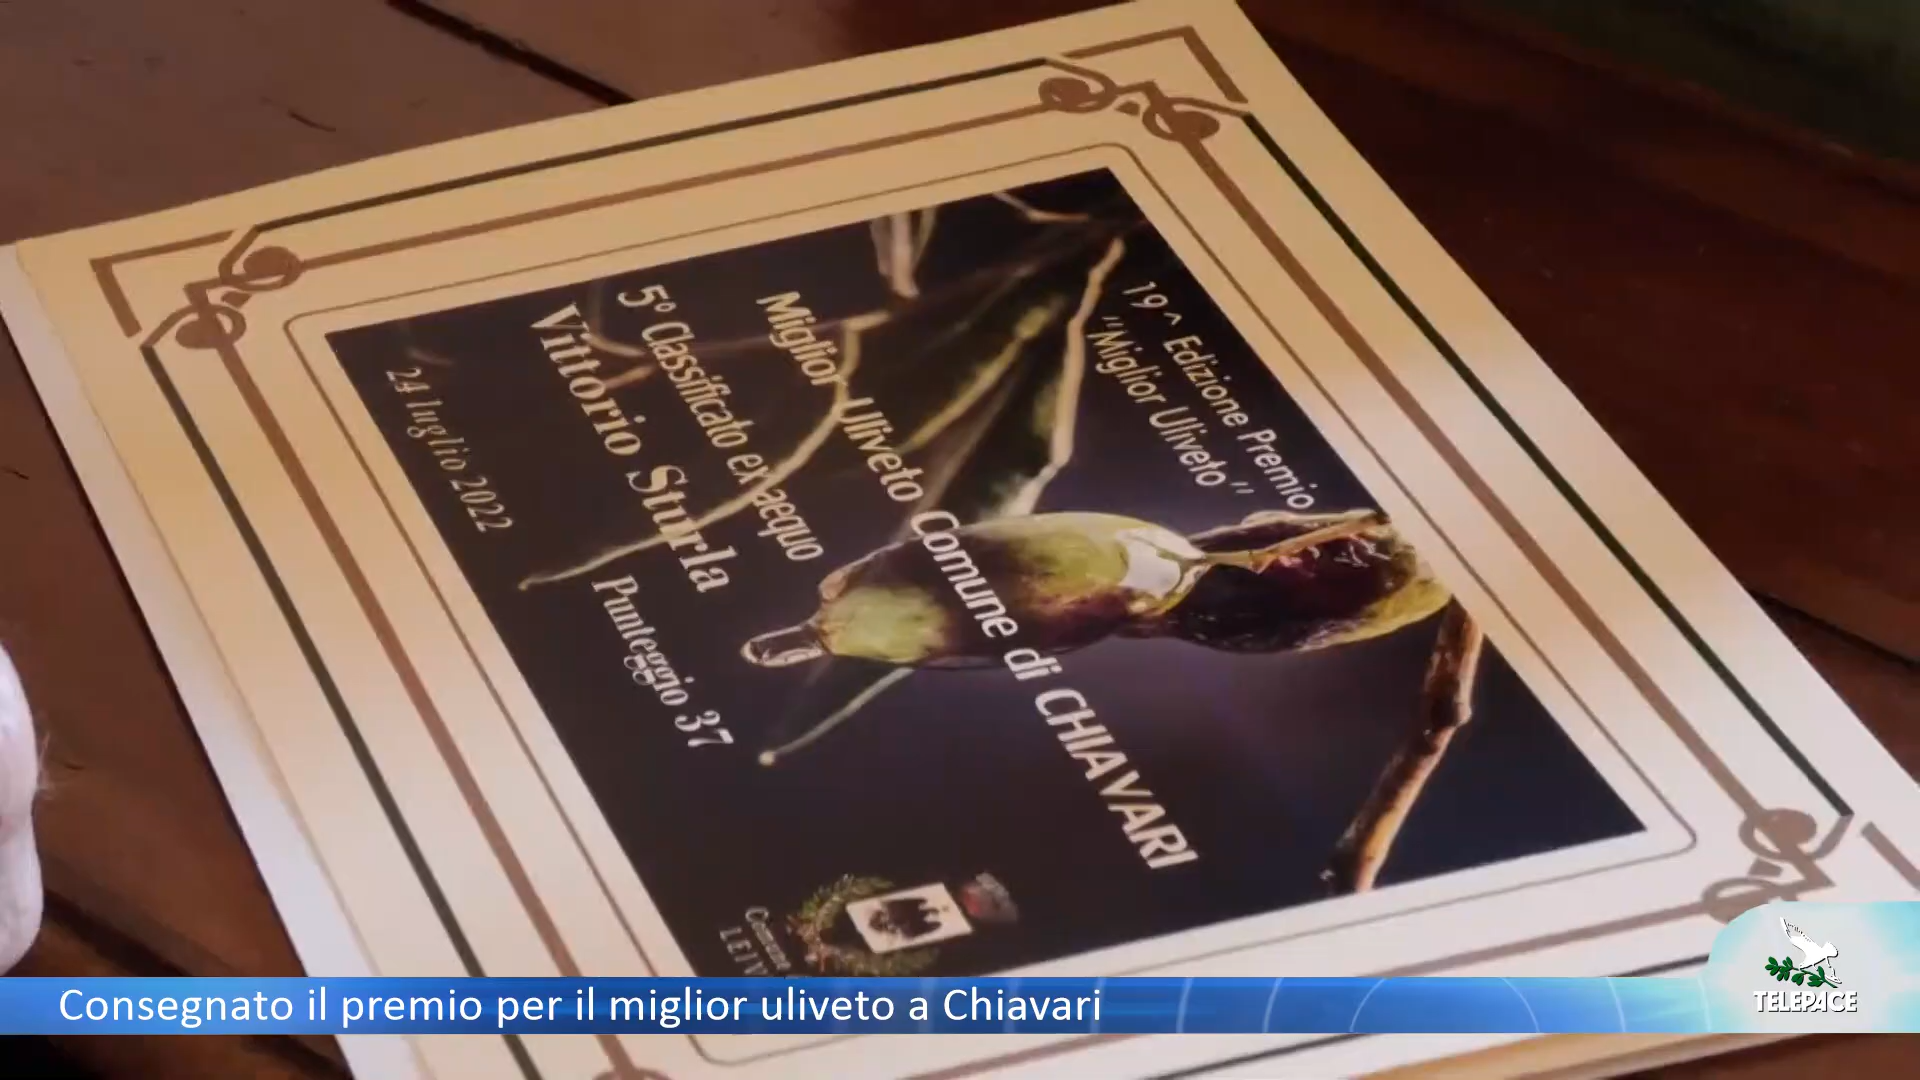 19^ Edizione Premio
"Miglior Uliveto"
Miglior Uliveto Comune di CHIAVARI
5° Classificato ex aequo
Vittorio Sturla Punteggio 37
24 luglio 2022
Comune
Consegnato il premio per il miglior uliveto a Chiavari
TELEPACE